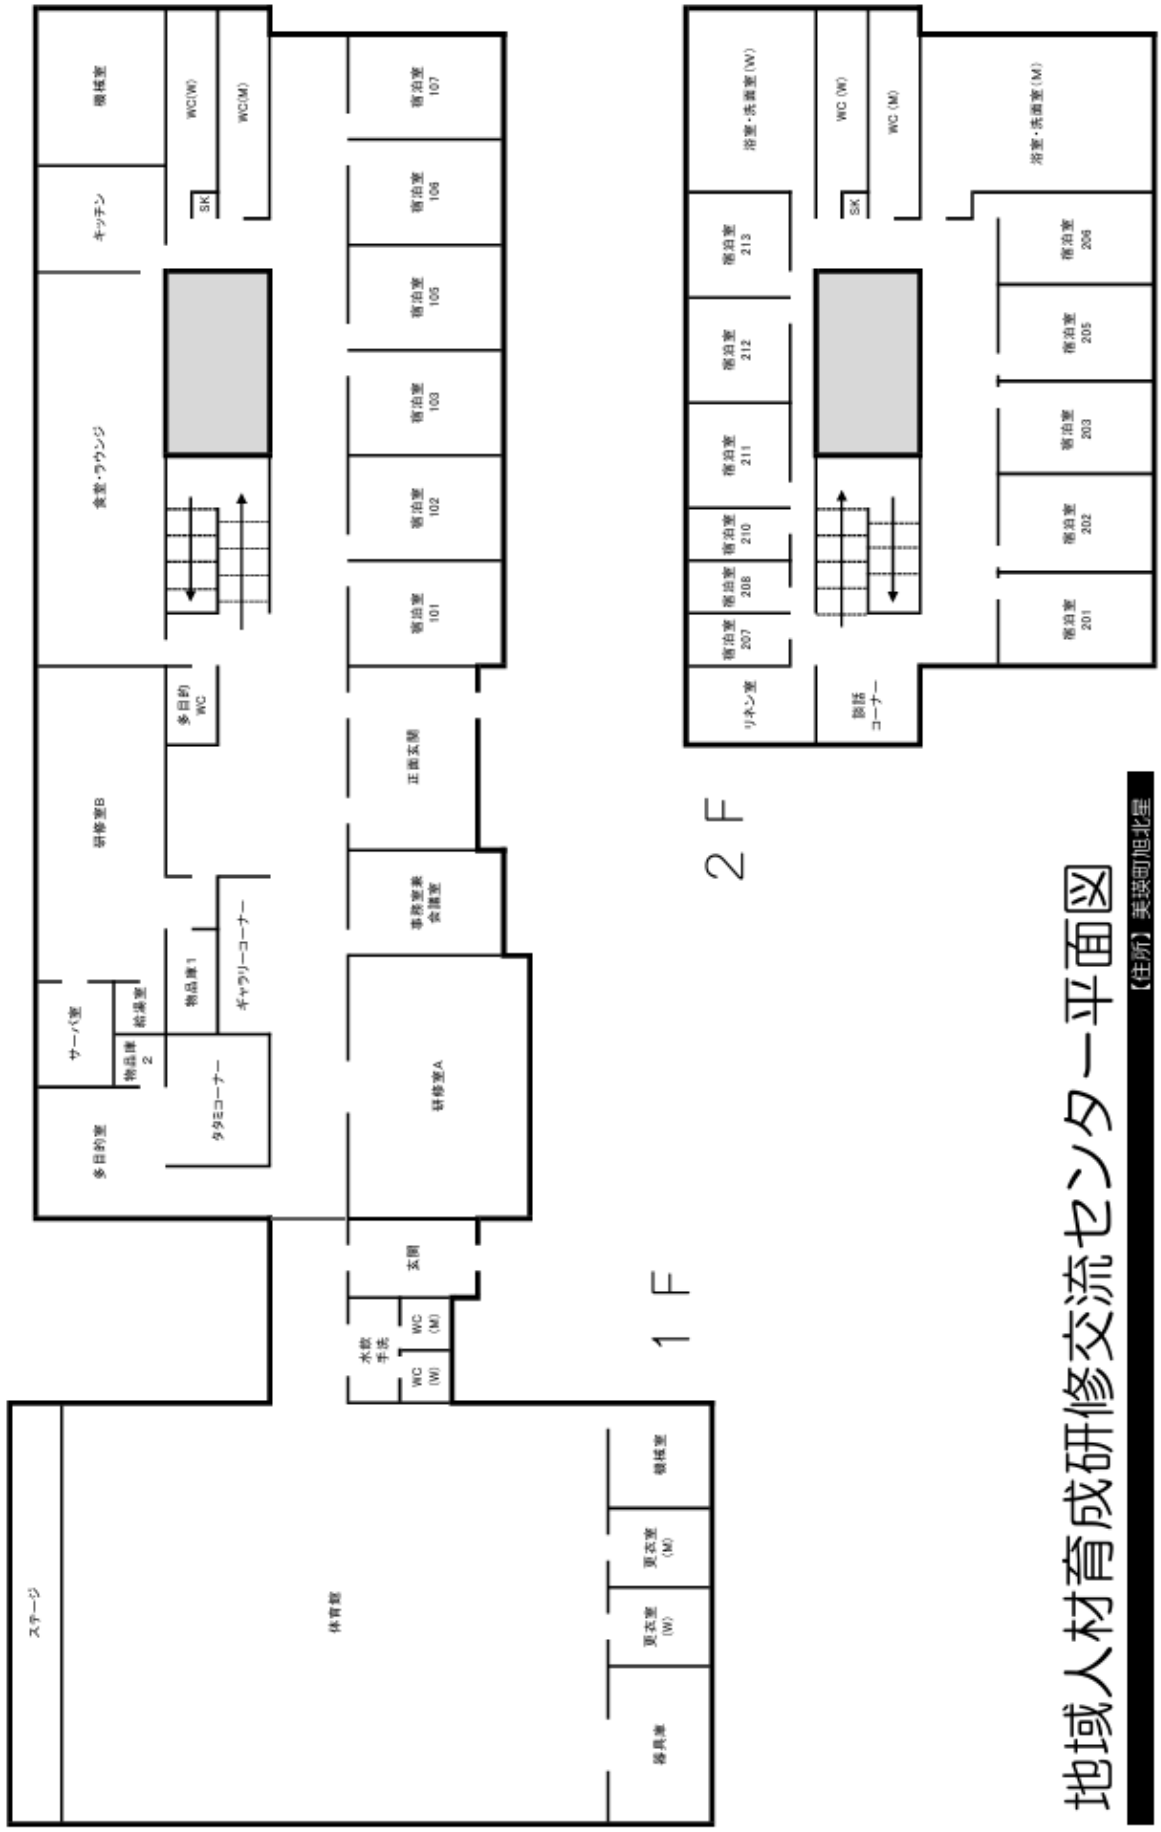 地域人材育成研修交流センター平面図
【住所】美瑛町旭北星
1F
ステージ
体育館
器具庫
更衣室
(W)
更衣室
(M)
機械室
水飲
手洗
WC
(W)
WC
(M)
玄関
多目的室
タタミコーナー
サーバ室
物品庫
2
給湯室
物品庫1
ギャラリーコーナー
研修室A
研修室B
事務室兼
会議室
正面玄関
多目的
WC
食堂・ラウンジ
キッチン
機械室
WC(W)
WC(M)
SK
宿泊室
101
宿泊室
102
宿泊室
103
宿泊室
105
宿泊室
106
宿泊室
107
2F
リネン室
談話
コーナー
宿泊室
207
宿泊室
208
宿泊室
210
宿泊室
211
宿泊室
212
宿泊室
213
浴室・洗面室(W)
WC (W)
WC (M)
SK
浴室・洗面室(M)
宿泊室
201
宿泊室
202
宿泊室
203
宿泊室
205
宿泊室
206